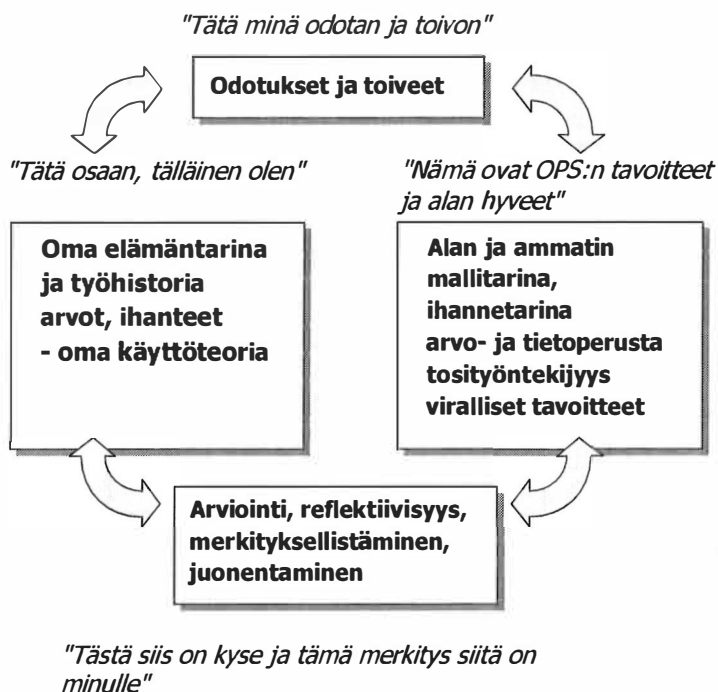 "Tätä minä odotan ja toivon"
Odotukset ja toiveet
"Tätä osaan, tälläinen olen"
"Nämä ovat OPS:n tavoitteet
ja alan hyveet"
Oma elämäntarina
ja työhistoria
arvot, ihanteet
- oma käyttöteoria
Alan ja ammatin
mallitarina,
ihannetarina
arvo- ja tietoperusta
tosityöntekijyys
viralliset tavoitteet
Arviointi, reflektiivisyys,
merkityksellistäminen,
juonentaminen
"Tästä siis on kyse ja tämä merkitys siitä on
minulle"